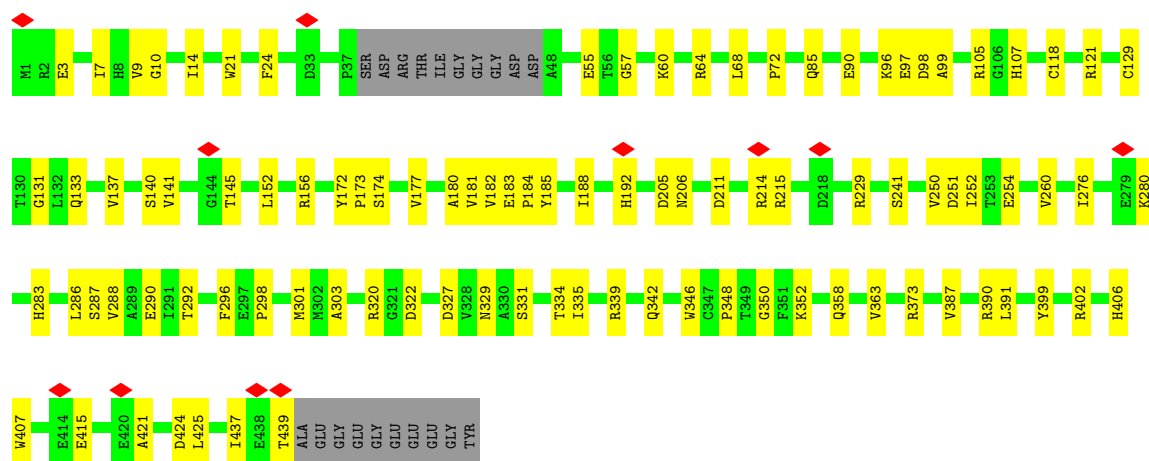 M1 R2 E3 I7 H8 V9 G10 I14 W21 F24 D33 P37 SER ASP ARG THR ILE GLY GLY GLY ASP ASP A48 E55 T56 G57 K60 R64 L68 P72 Q85 E90 K96 E97 D98 A99 R105 G106 H107 C118 R121 C129
T130 G131 L132 Q133 V137 S140 V141 G144 T145 L152 R156 Y172 P173 S174 V177 A180 V181 V182 E183 P184 Y185 I188 H192 D205 N206 D211 R214 R215 D218 R229 S241 V250 D251 I252 T253 E254 V260 I276 E279 K280
H283 L286 S287 V288 A289 E290 I291 T292 F296 E297 P298 M301 M302 A303 R320 G321 D322 D327 V328 N329 A330 S331 T334 I335 R339 Q342 W346 C347 P348 T349 G350 F351 K352 Q358 V363 R373 V387 R390 L391 Y399 R402 H406
W407 E414 E415 E420 A421 D424 L425 I437 E438 T439 ALA GLU GLY GLU GLY GLU GLU GLU GLY TYR